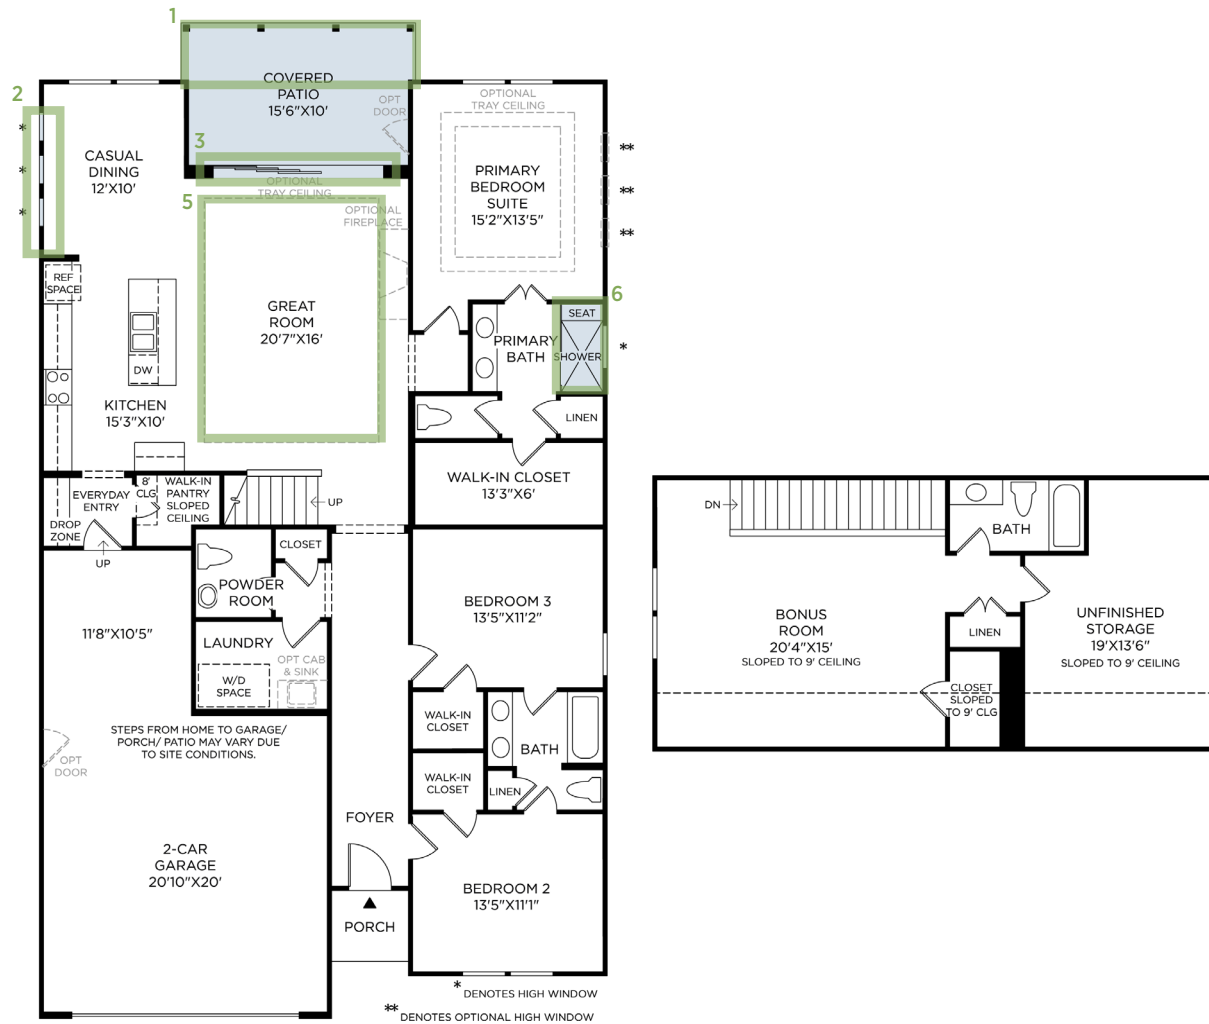 1
COVERED
PATIO
15'6"X10'
OPT
DOOR
2
*
*
*
CASUAL
DINING
12'X10'
3
OPTIONAL
TRAY CEILING
5
OPTIONAL
FIREPLACE
OPTIONAL
TRAY CEILING
PRIMARY
BEDROOM
SUITE
15'2"X13'5"
**
**
**
REF
SPACE
DW
KITCHEN
15'3"X10'
GREAT
ROOM
20'7"X16'
6
SEAT
SHOWER
*
PRIMARY
BATH
LINEN
WALK-IN CLOSET
13'3"X6'
EVERYDAY
ENTRY
DROP
ZONE
8'
CLG
WALK-IN
PANTRY
SLOPED
CEILING
UP
UP
CLOSET
POWDER
ROOM
11'8"X10'5"
LAUNDRY
W/D
SPACE
OPT CAB
& SINK
BEDROOM 3
13'5"X11'2"
STEPS FROM HOME TO GARAGE/
PORCH/ PATIO MAY VARY DUE
TO SITE CONDITIONS.
OPT
DOOR
WALK-IN
CLOSET
BATH
WALK-IN
CLOSET
LINEN
FOYER
2-CAR
GARAGE
20'10"X20'
BEDROOM 2
13'5"X11'1"
PORCH
* DENOTES HIGH WINDOW
** DENOTES OPTIONAL HIGH WINDOW
DN
BATH
BONUS
ROOM
20'4"X15'
SLOPED TO 9' CEILING
LINEN
CLOSET
SLOPED
TO 9' CLG
UNFINISHED
STORAGE
19'X13'6"
SLOPED TO 9' CEILING